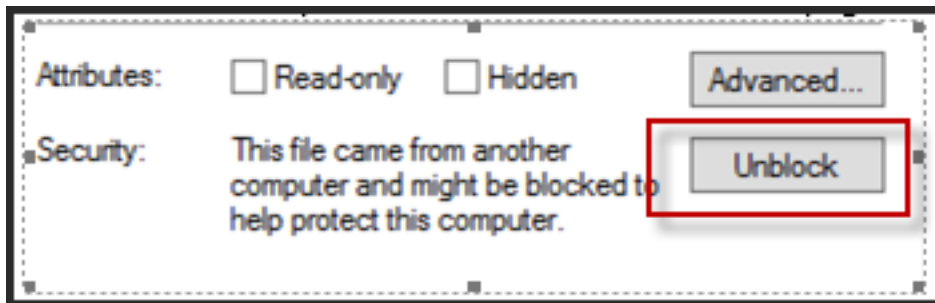 Attributes: Read-only Hidden Advanced...
Security: This file came from another Unblock
computer and might be blocked to
help protect this computer.